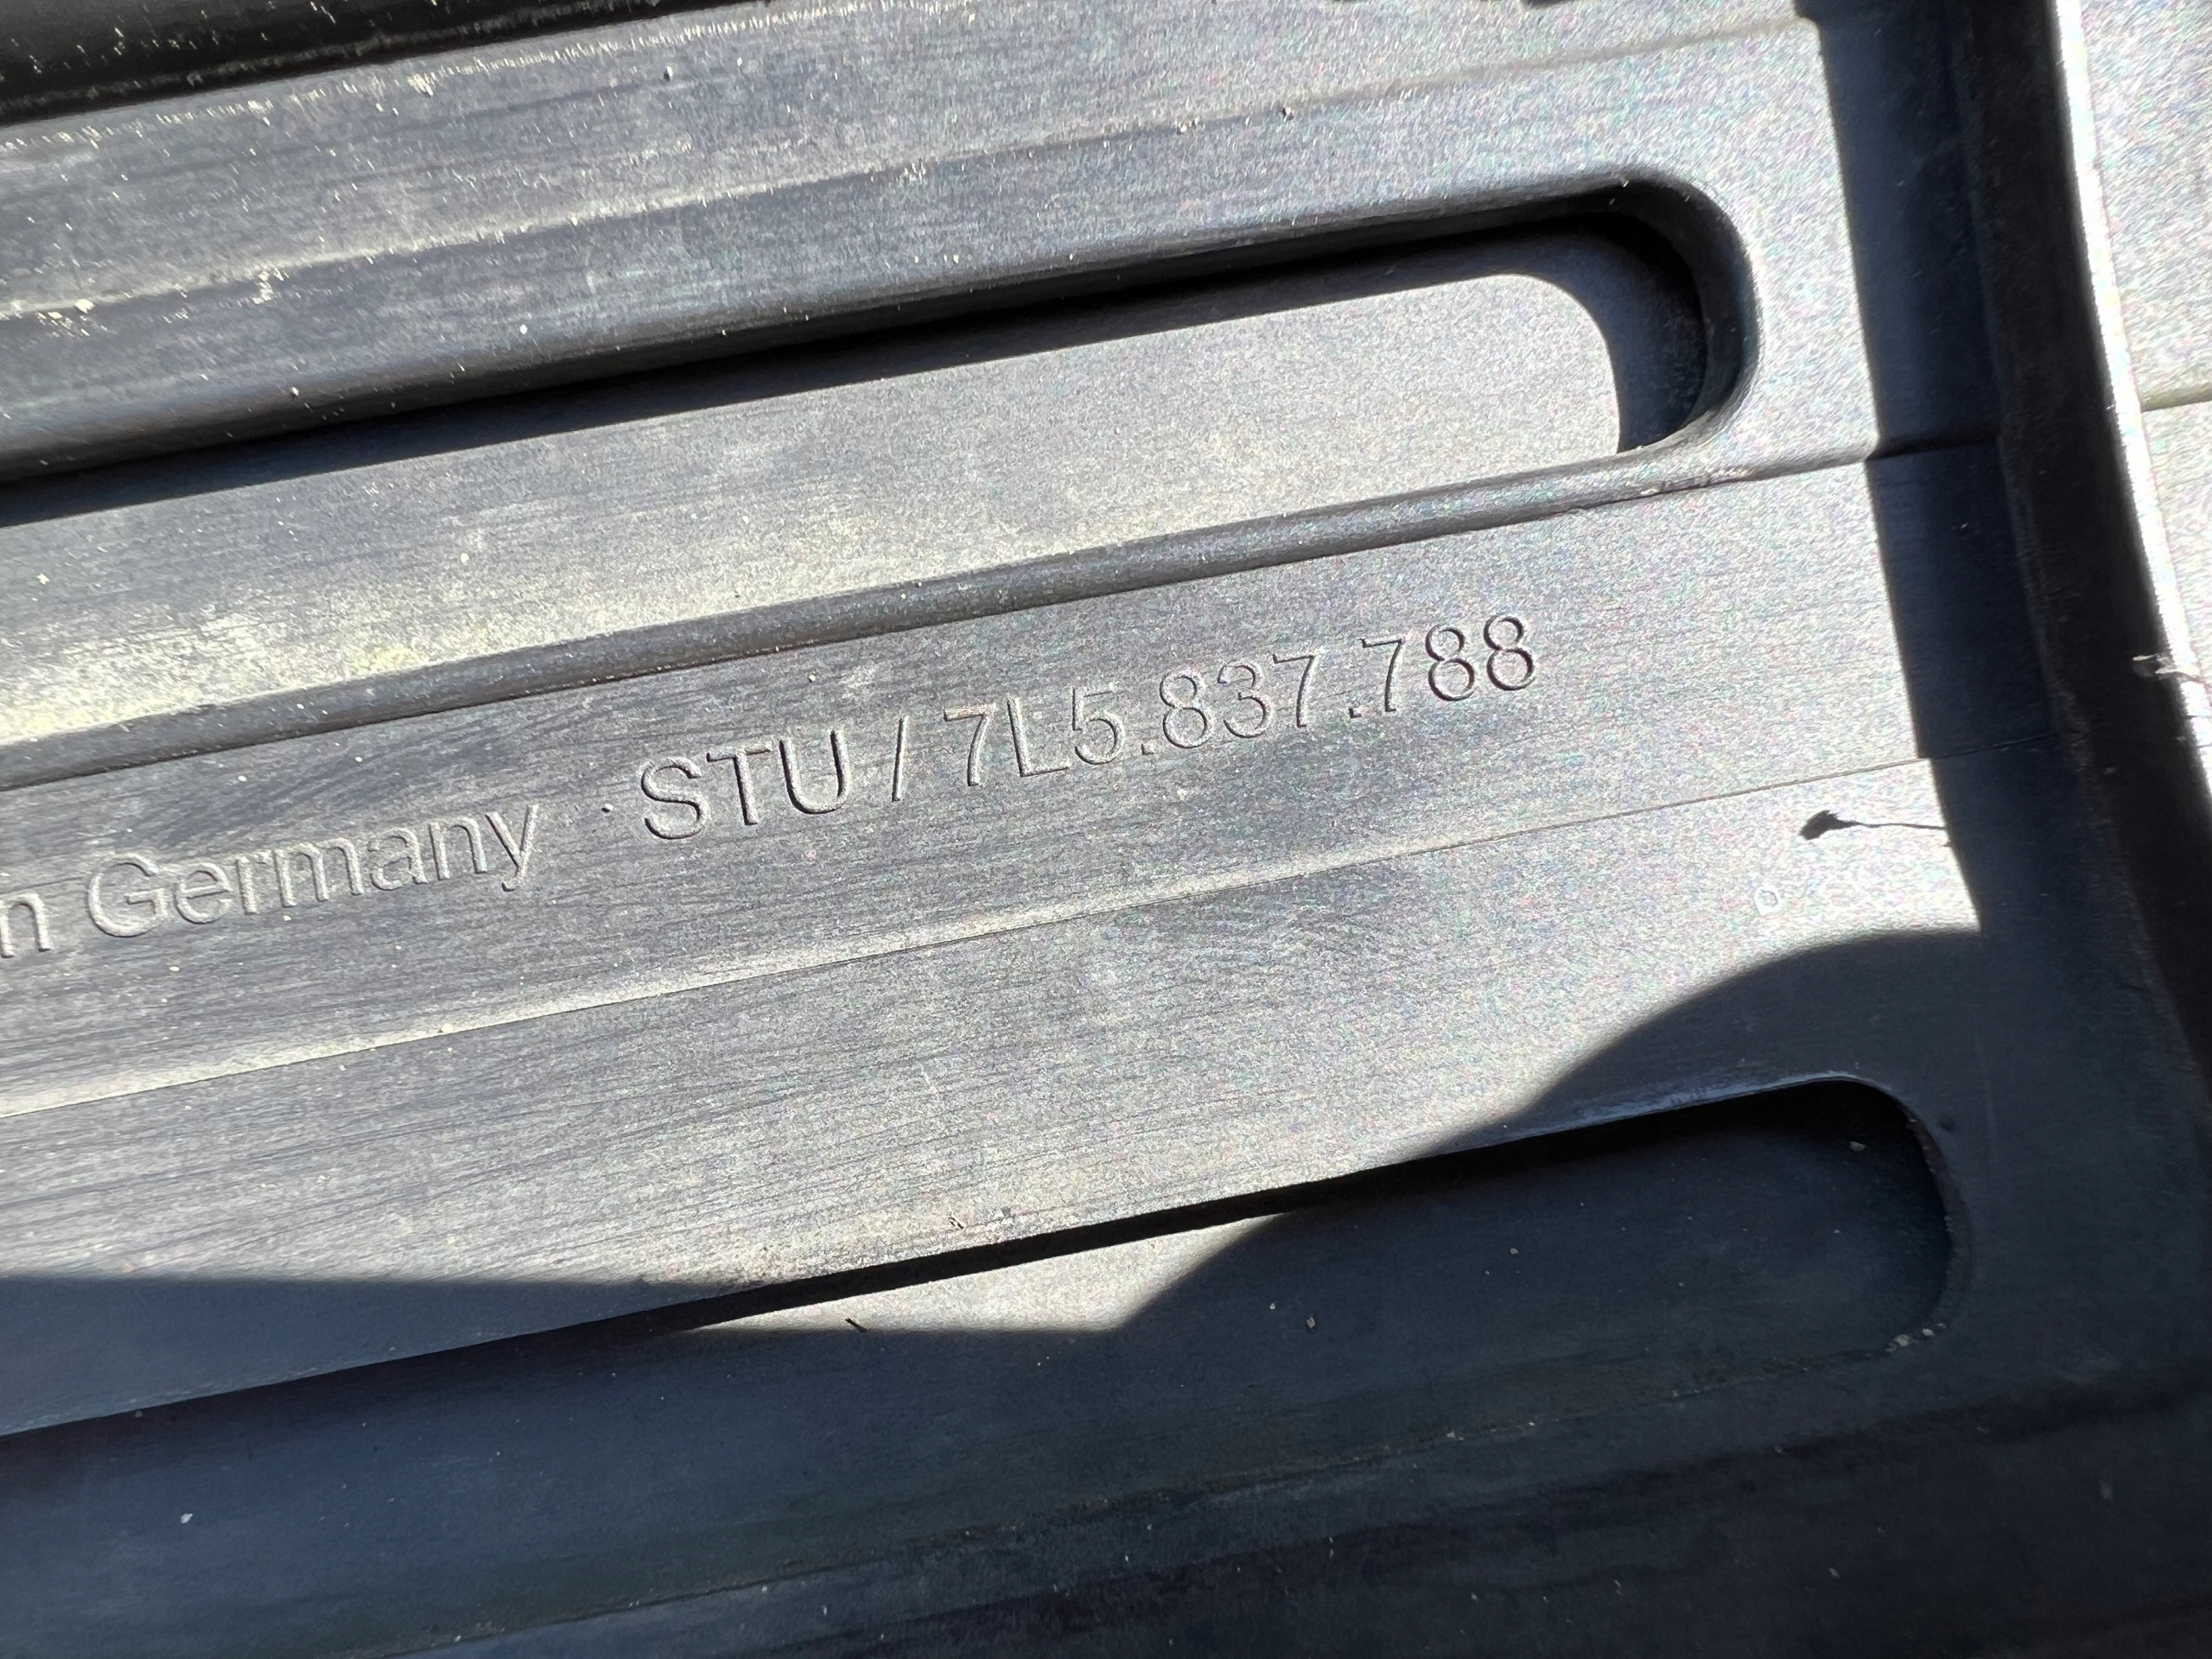 n Germany · STU / 7L5.837.788